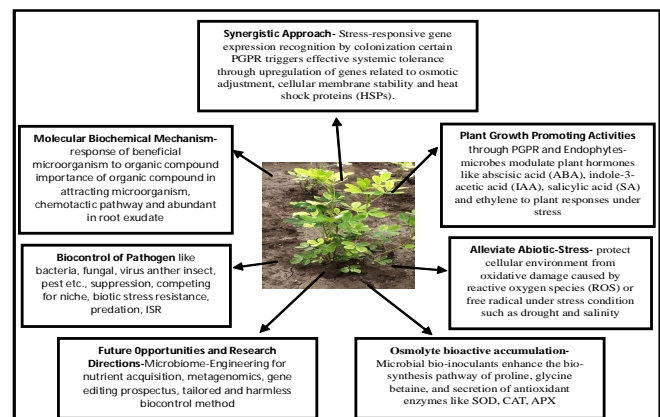 Synergistic Approach- Stress-responsive gene
expression recognition by colonization certain
PGPR triggers effective systemic tolerance
through upregulation of genes related to osmotic
adjustment, cellular membrane stability and heat
shock proteins (HSPs).
Molecular Biochemical Mechanism-
response of beneficial
microorganism to organic compound
importance of organic compound in
attracting microorganism,
chemotactic pathway and abundant
in root exudate
Plant Growth Promoting Activities
through PGPR and Endophytes-
microbes modulate plant hormones
like abscisic acid (ABA), indole-3-
acetic acid (IAA), salicylic acid (SA)
and ethylene to plant responses under
stress
Biocontrol of Pathogen like
bacteria, fungal, virus anther insect,
pest etc., suppression, competing
for niche, biotic stress resistance,
predation, ISR
Alleviate Abiotic-Stress- protect
cellular environment from
oxidative damage caused by
reactive oxygen species (ROS) or
free radical under stress condition
such as drought and salinity
Future 0pportunities and Research
Directions-Microbiome-Engineering for
nutrient acquisition, metagenomics, gene
editing prospectus, tailored and harmless
biocontrol method
Osmolyte bioactive accumulation-
Microbial bio-inoculants enhance the bio-
synthesis pathway of proline, glycine
betaine, and secretion of antioxidant
enzymes like SOD, CAT, APX